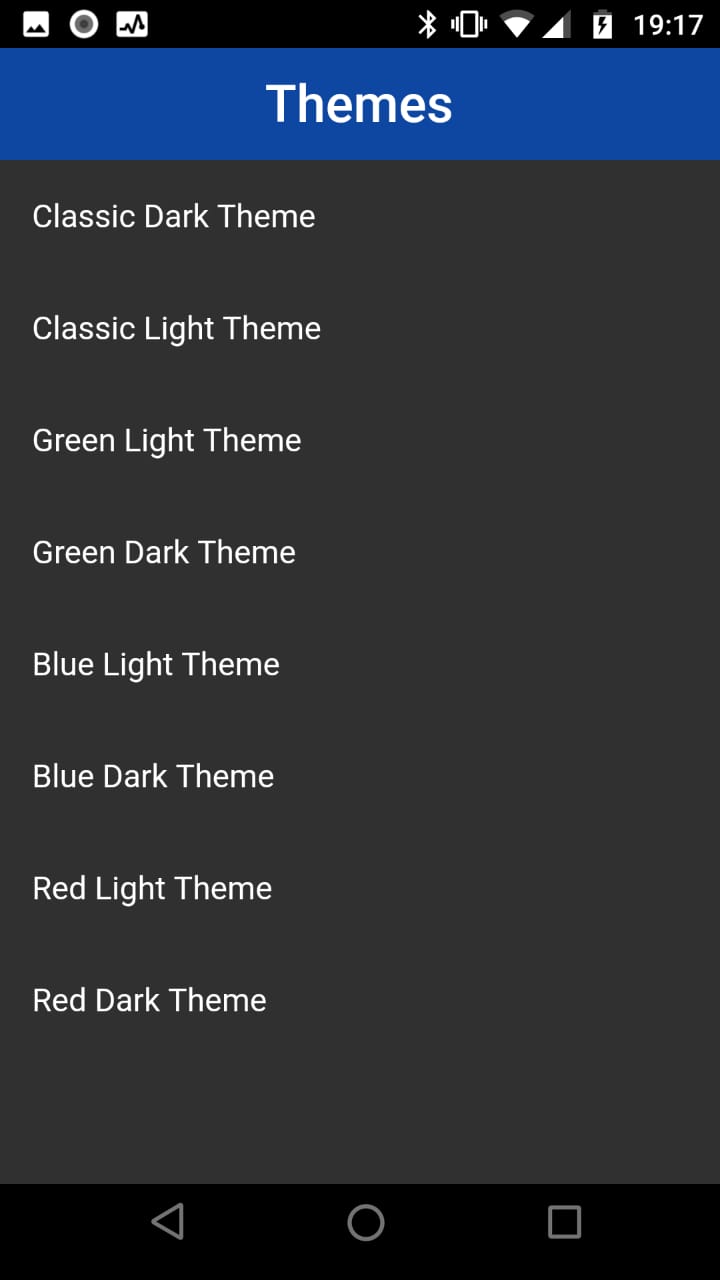 19:17
Themes
Classic Dark Theme
Classic Light Theme
Green Light Theme
Green Dark Theme
Blue Light Theme
Blue Dark Theme
Red Light Theme
Red Dark Theme